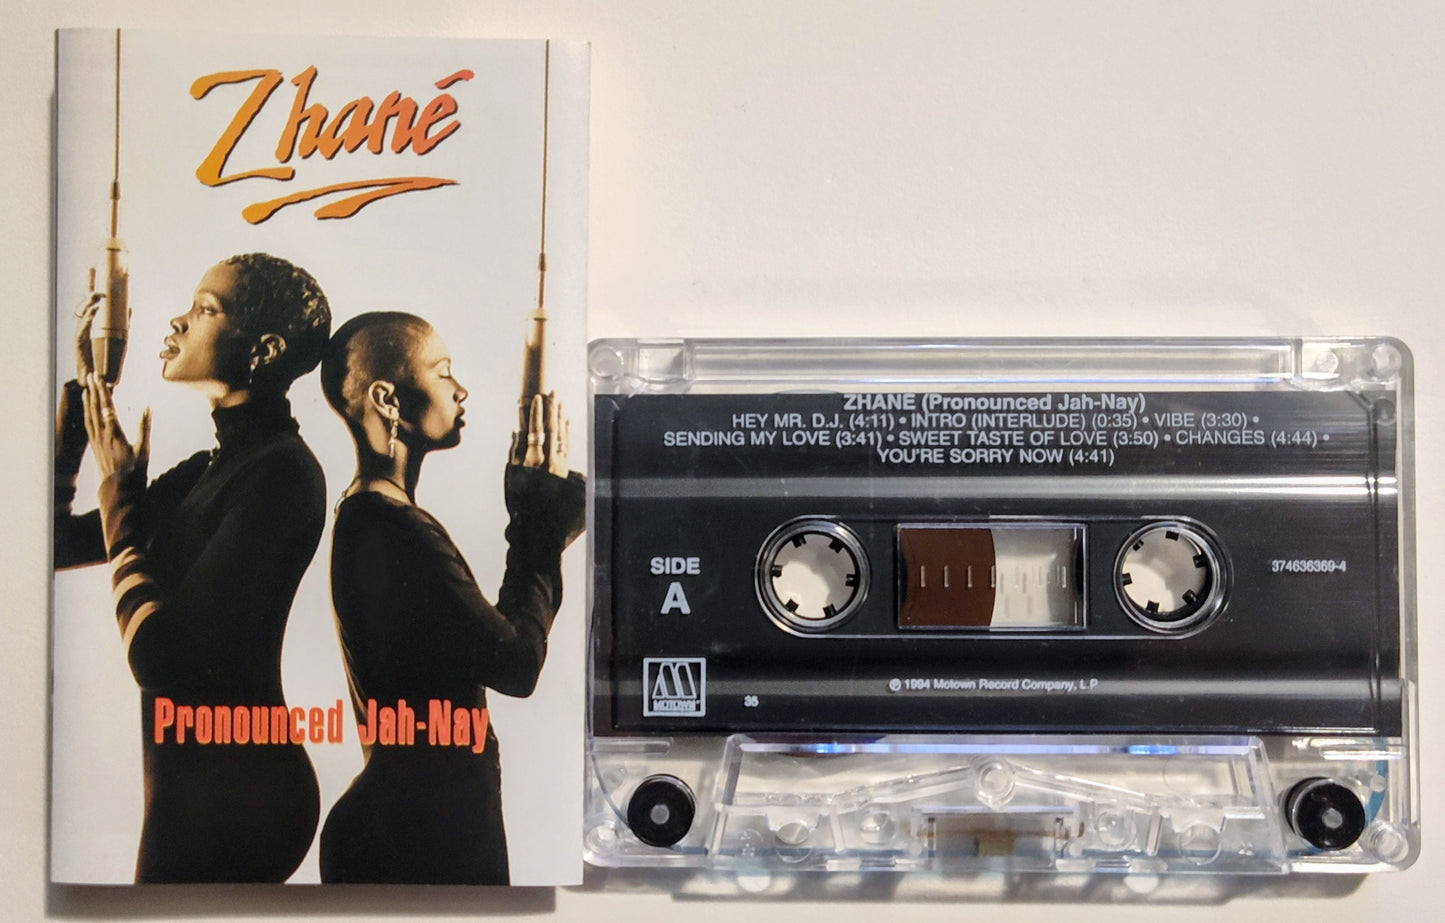 Zhané
Pronounced Jah-Nay
ZHANE (Pronounced Jah-Nay)
HEY MR. D.J. (4:11) • INTRO (INTERLUDE) (0:35) • VIBE (3:30) •
SENDING MY LOVE (3:41) • SWEET TASTE OF LOVE (3:50) • CHANGES (4:44) •
YOU'RE SORRY NOW (4:41)
SIDE
A
374636369-4
MOTOWN
35
℗ 1994 Motown Record Company, L.P